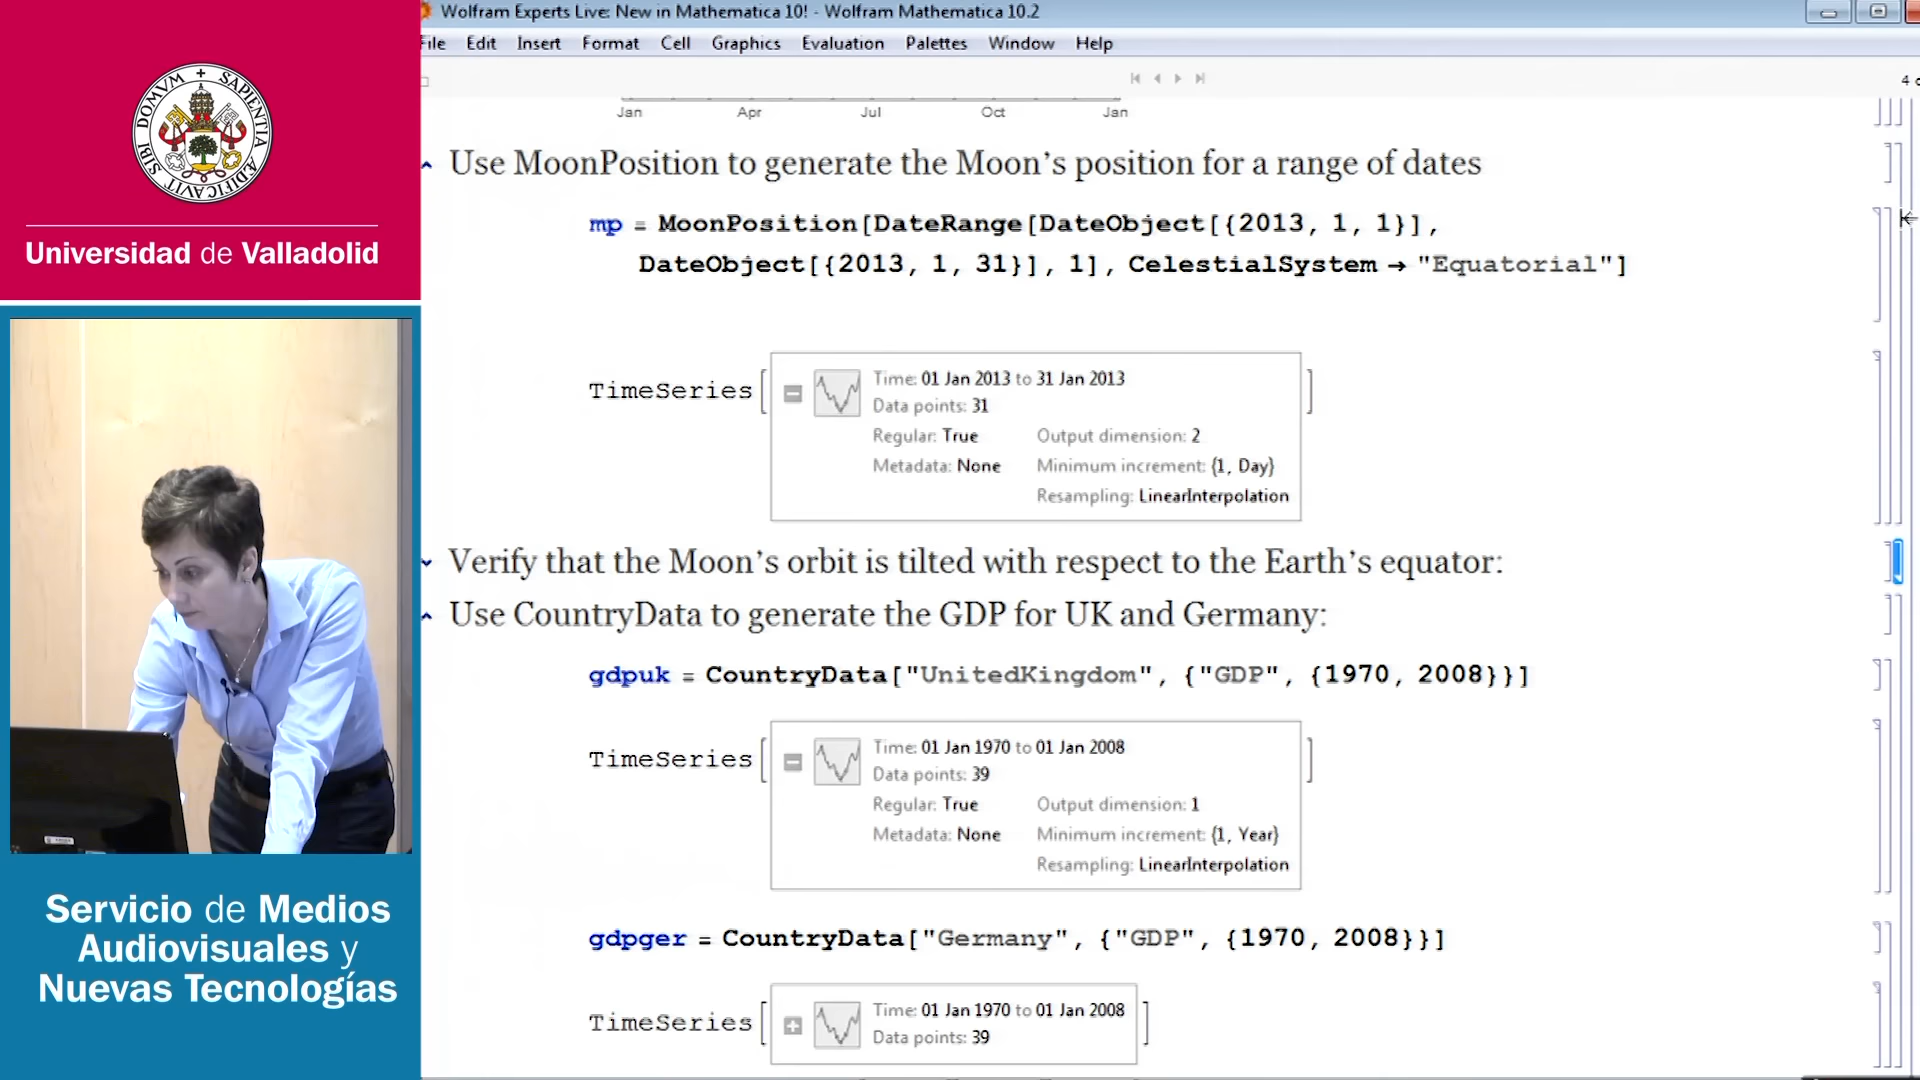 Wolfram Experts Live: New in Mathematica 10! - Wolfram Mathematica 10.2
File Edit Insert Format Cell Graphics Evaluation Palettes Window Help
4
Jan Apr Jul Oct Jan
Use MoonPosition to generate the Moon's position for a range of dates
mp = MoonPosition[DateRange[DateObject[{2013, 1, 1}],
DateObject[{2013, 1, 31}], 1], CelestialSystem → "Equatorial"]
TimeSeries[
Time: 01 Jan 2013 to 31 Jan 2013
Data points: 31
Regular: True Output dimension: 2
Metadata: None Minimum increment: {1, Day}
Resampling: LinearInterpolation
]
Verify that the Moon's orbit is tilted with respect to the Earth's equator:
Use CountryData to generate the GDP for UK and Germany:
gdpuk = CountryData["UnitedKingdom", {"GDP", {1970, 2008}}]
TimeSeries[
Time: 01 Jan 1970 to 01 Jan 2008
Data points: 39
Regular: True Output dimension: 1
Metadata: None Minimum increment: {1, Year}
Resampling: LinearInterpolation
]
gdpger = CountryData["Germany", {"GDP", {1970, 2008}}]
TimeSeries[
Time: 01 Jan 1970 to 01 Jan 2008
Data points: 39
]
SAPIENTIA ÆDIFICAVIT SIBI DOMVM
Universidad de Valladolid
Servicio de Medios
Audiovisuales y
Nuevas Tecnologías